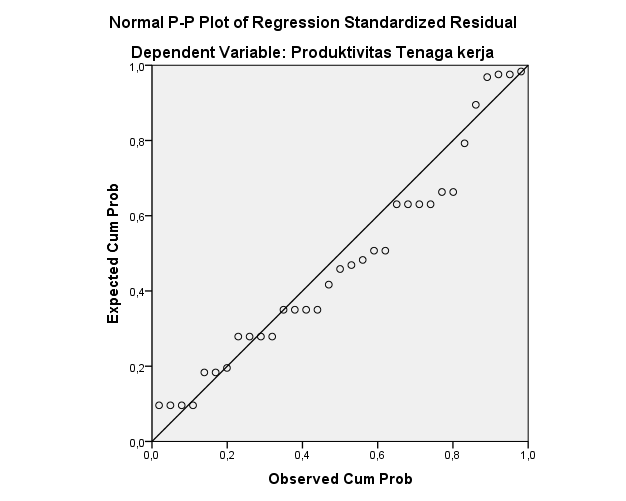 Normal P-P Plot of Regression Standardized Residual
Dependent Variable: Produktivitas Tenaga kerja
1,0
0,8
0,6
0,4
0,2
0,0
Expected Cum Prob
0,0 0,2 0,4 0,6 0,8 1,0
Observed Cum Prob